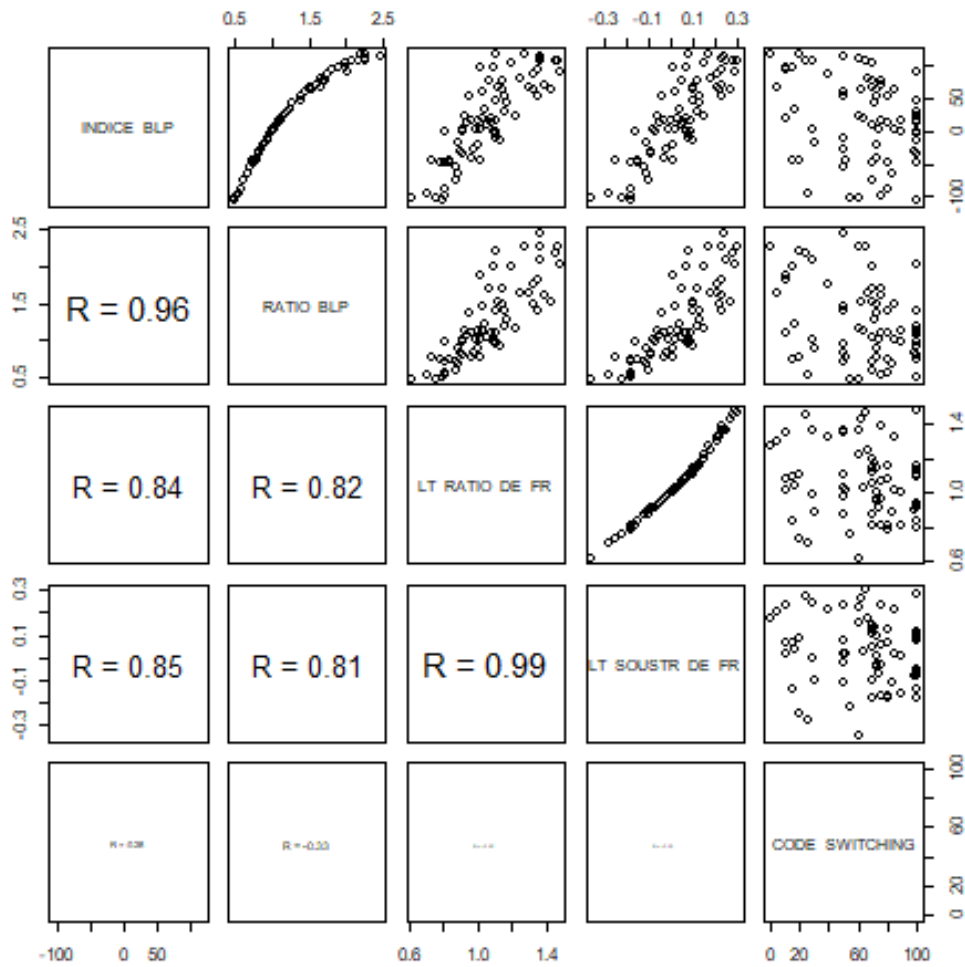 0.5 1.5 2.5 -0.3 -0.1 0.1 0.3
INDICE BLP
-100 0 50
0.5 1.5 2.5
R = 0.96
RATIO BLP
R = 0.84
R = 0.82
LT RATIO DE FR
0.6 1.0 1.4
-0.3 -0.1 0.1 0.3
R = 0.85
R = 0.81
R = 0.99
LT SOUSTR DE FR
R = -0.33
CODE SWITCHING
0 20 60 100
-100 0 50 0.6 1.0 1.4 0 20 60 100